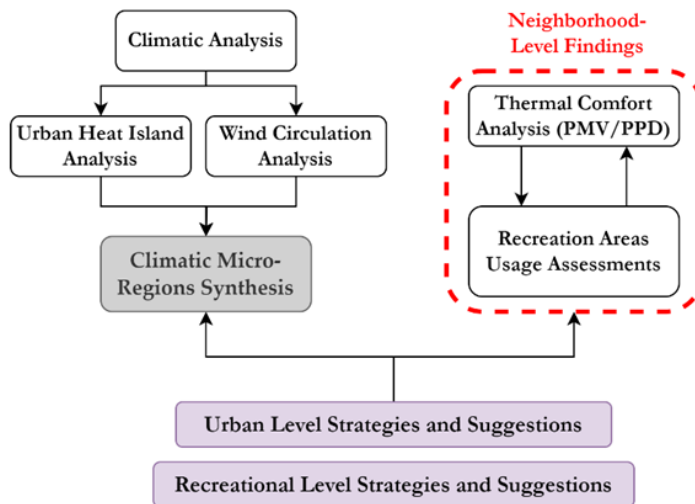 Climatic Analysis
Urban Heat Island
Analysis
Wind Circulation
Analysis
Climatic Micro-
Regions Synthesis
Neighborhood-
Level Findings
Thermal Comfort
Analysis (PMV/PPD)
Recreation Areas
Usage Assessments
Urban Level Strategies and Suggestions
Recreational Level Strategies and Suggestions